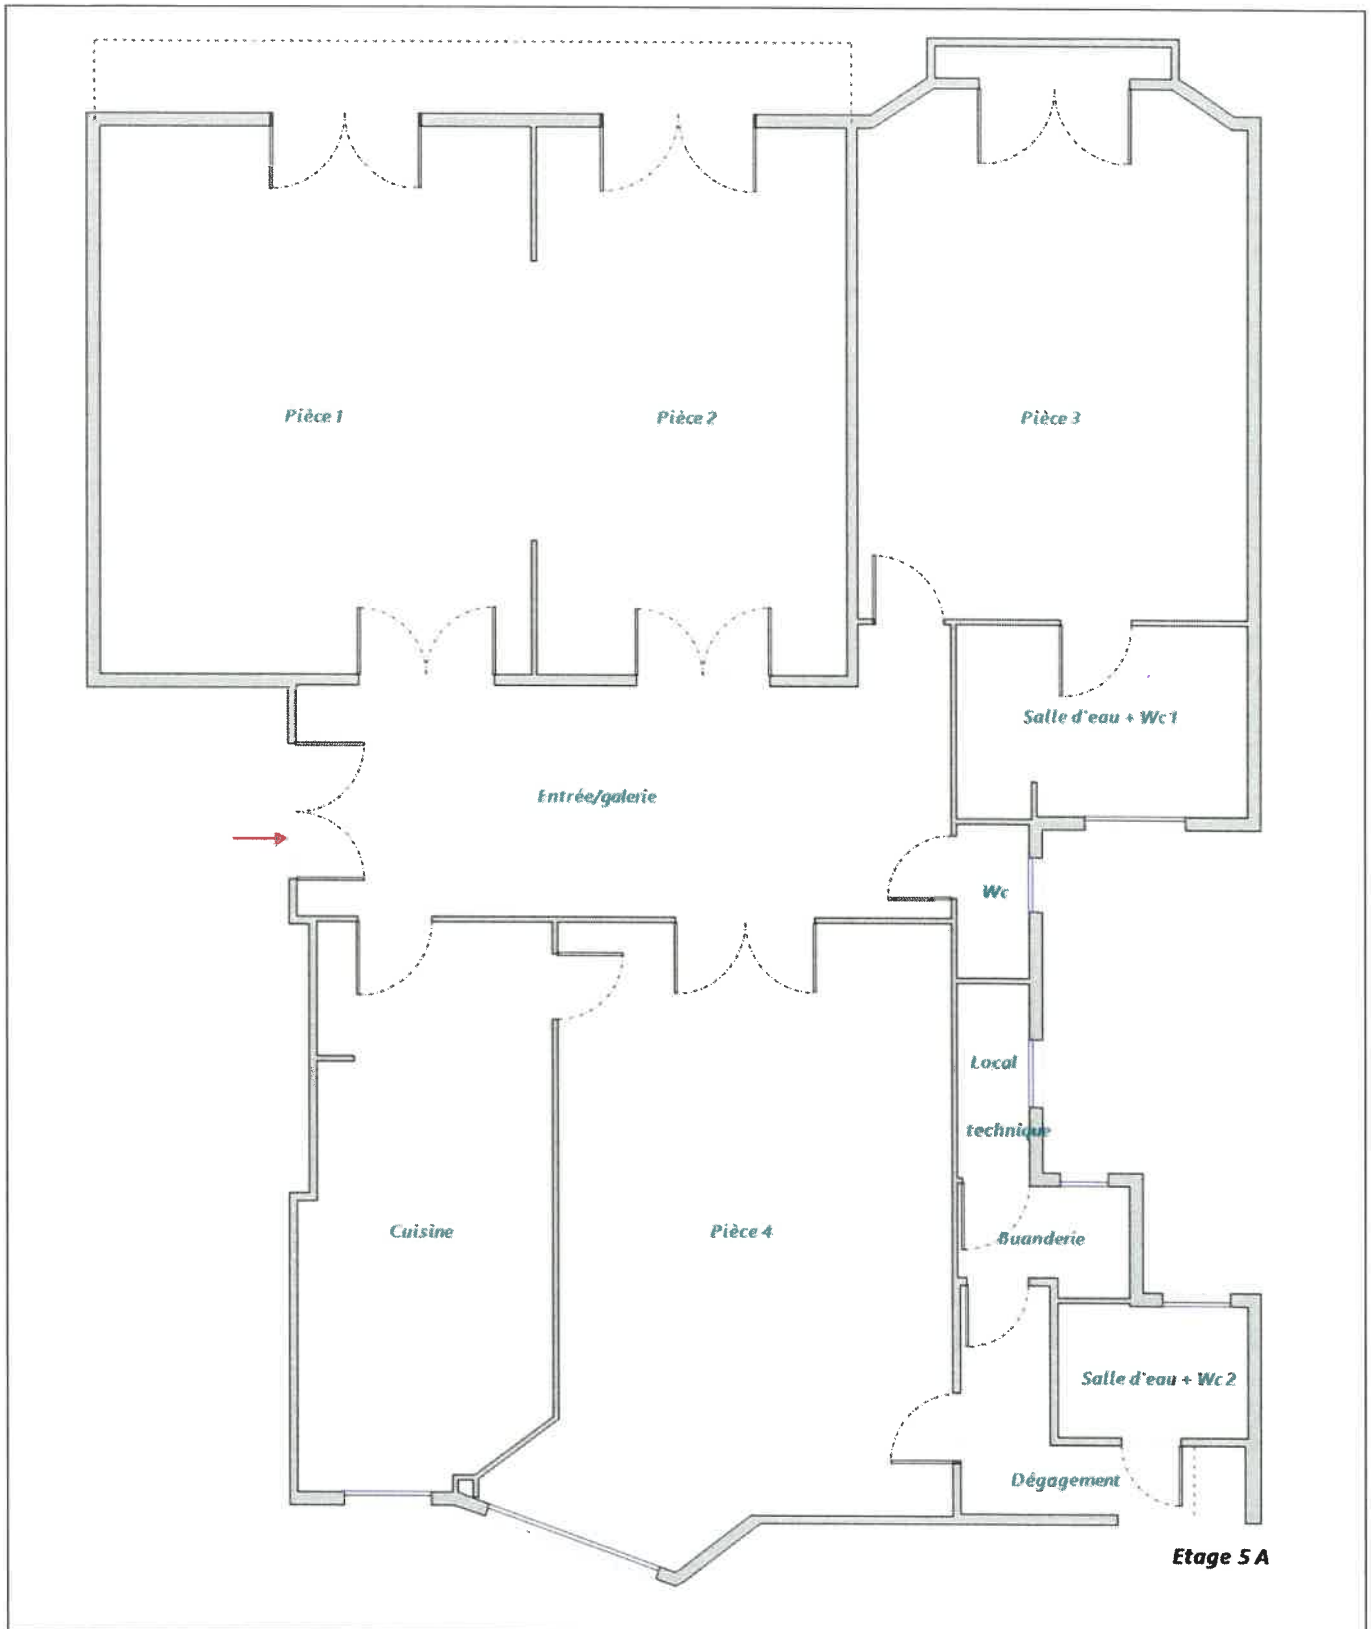 Pièce 1
Pièce 2
Pièce 3
Salle d'eau + Wc 1
Entrée/galerie
Wc
Local
technique
Cuisine
Pièce 4
Buanderie
Salle d'eau + Wc 2
Dégagement
Etage 5 A